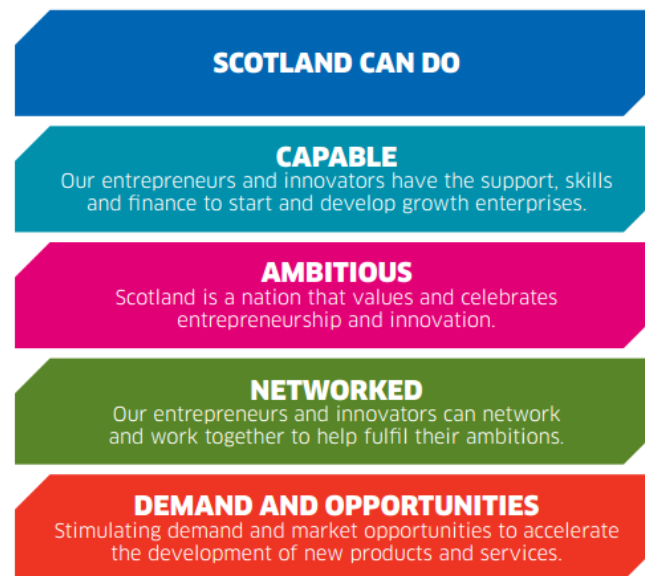 SCOTLAND CAN DO
CAPABLE
Our entrepreneurs and innovators have the support, skills
and finance to start and develop growth enterprises.
AMBITIOUS
Scotland is a nation that values and celebrates
entrepreneurship and innovation.
NETWORKED
Our entrepreneurs and innovators can network
and work together to help fulfil their ambitions.
DEMAND AND OPPORTUNITIES
Stimulating demand and market opportunities to accelerate
the development of new products and services.